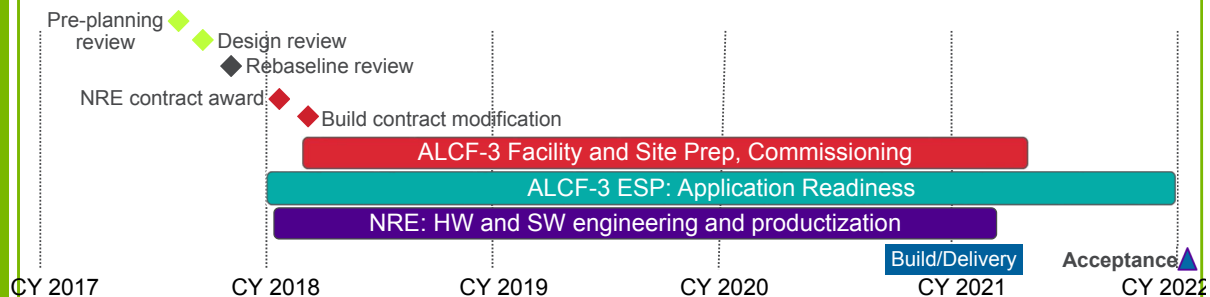 Pre-planning
review
Design review
Rebaseline review
NRE contract award
Build contract modification
ALCF-3 Facility and Site Prep, Commissioning
ALCF-3 ESP: Application Readiness
NRE: HW and SW engineering and productization
Build/Delivery
Acceptance
CY 2017
CY 2018
CY 2019
CY 2020
CY 2021
CY 2022